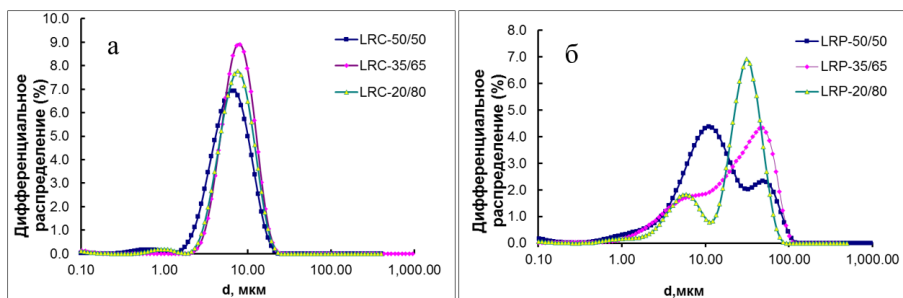 а
Дифференциальное
распределение (%)
10.0
9.0
8.0
7.0
6.0
5.0
4.0
3.0
2.0
1.0
0.0
0.10
1.00
10.00
100.00
1,000.00
d, мкм
LRC-50/50
LRC-35/65
LRC-20/80
б
Дифференциальное
распределение (%)
8.0
7.0
6.0
5.0
4.0
3.0
2.0
1.0
0.0
0.10
1.00
10.00
100.00
1,000.00
d,мкм
LRP-50/50
LRP-35/65
LRP-20/80